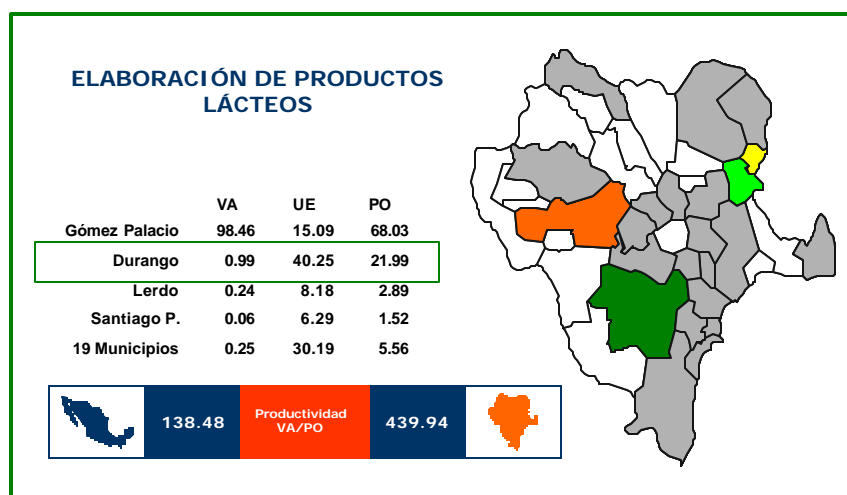 ELABORACIÓN DE PRODUCTOS
LÁCTEOS
VA UE PO
Gómez Palacio 98.46 15.09 68.03
Durango 0.99 40.25 21.99
Lerdo 0.24 8.18 2.89
Santiago P. 0.06 6.29 1.52
19 Municipios 0.25 30.19 5.56
138.48 Productividad 439.94
VA/PO